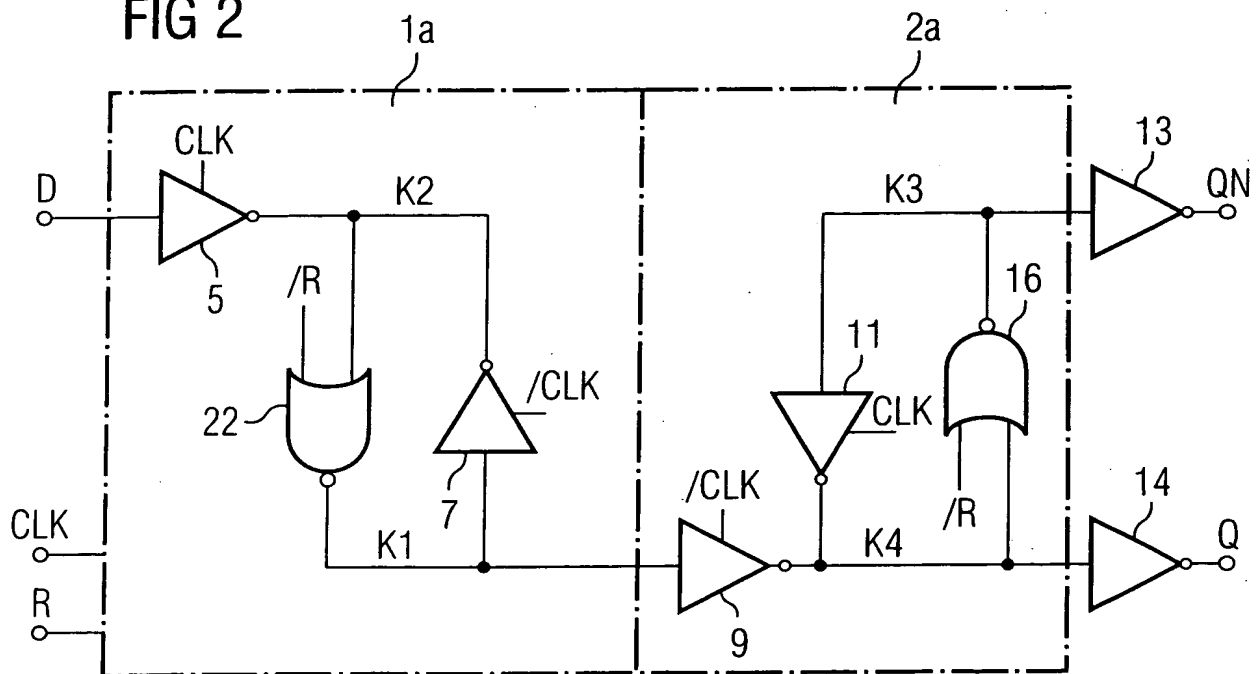 FIG 2
1a
2a
CLK
D
K2
5
/R
22
/CLK
7
K1
CLK
R
K3
13
QN
16
11
CLK
/CLK
/R
14
Q
K4
9